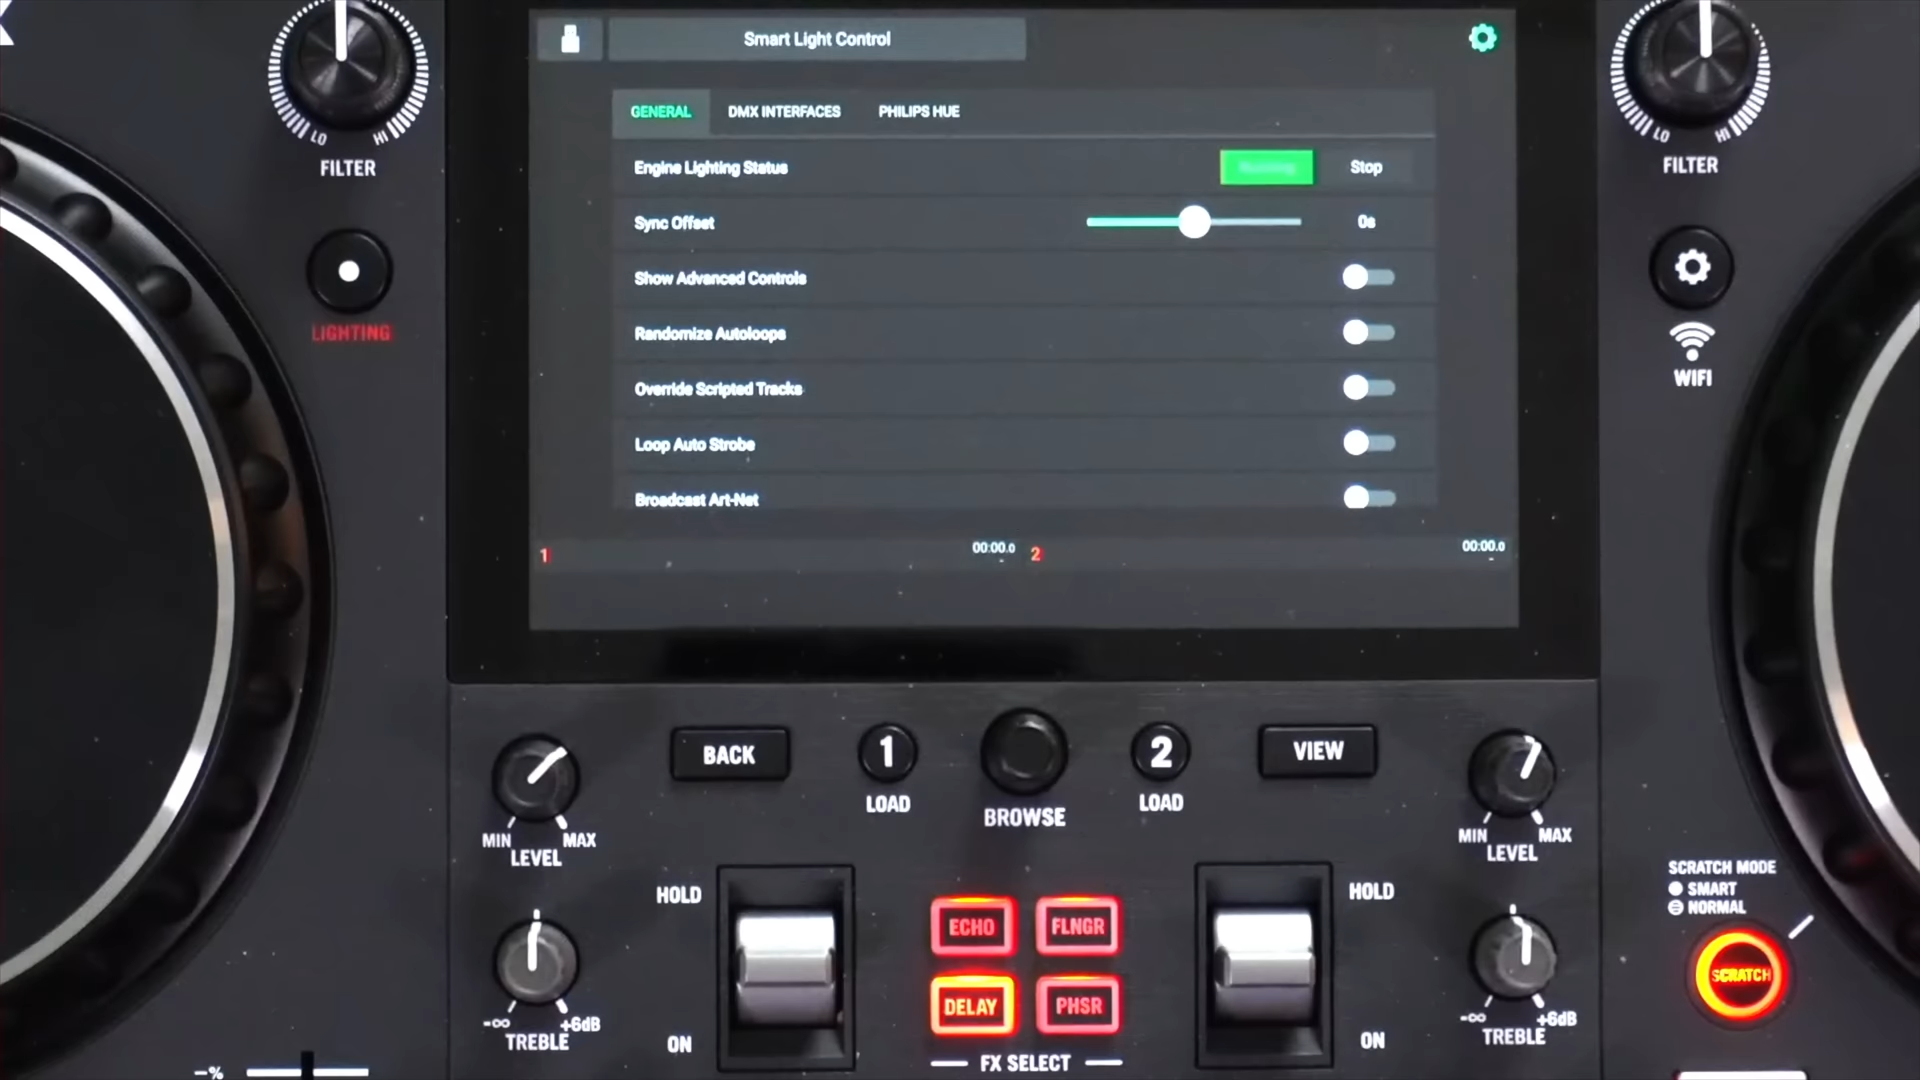 Smart Light Control
GENERAL DMX INTERFACES PHILIPS HUE
Engine Lighting Status Running Stop
Sync Offset 0s
Show Advanced Controls
Randomize Autoloops
Override Scripted Tracks
Loop Auto Strobe
Broadcast Art-Net
1 00:00.0 2 00:00.0
LO HI
FILTER
LIGHTING
LO HI
FILTER
WIFI
BACK 1 2 VIEW
LOAD BROWSE LOAD
MIN MAX
LEVEL
MIN MAX
LEVEL
HOLD
ON
ECHO FLNGR
DELAY PHSR
FX SELECT
HOLD
ON
-∞ +6dB
TREBLE
-∞ +6dB
TREBLE
SCRATCH MODE
SMART
NORMAL
SCRATCH
-%